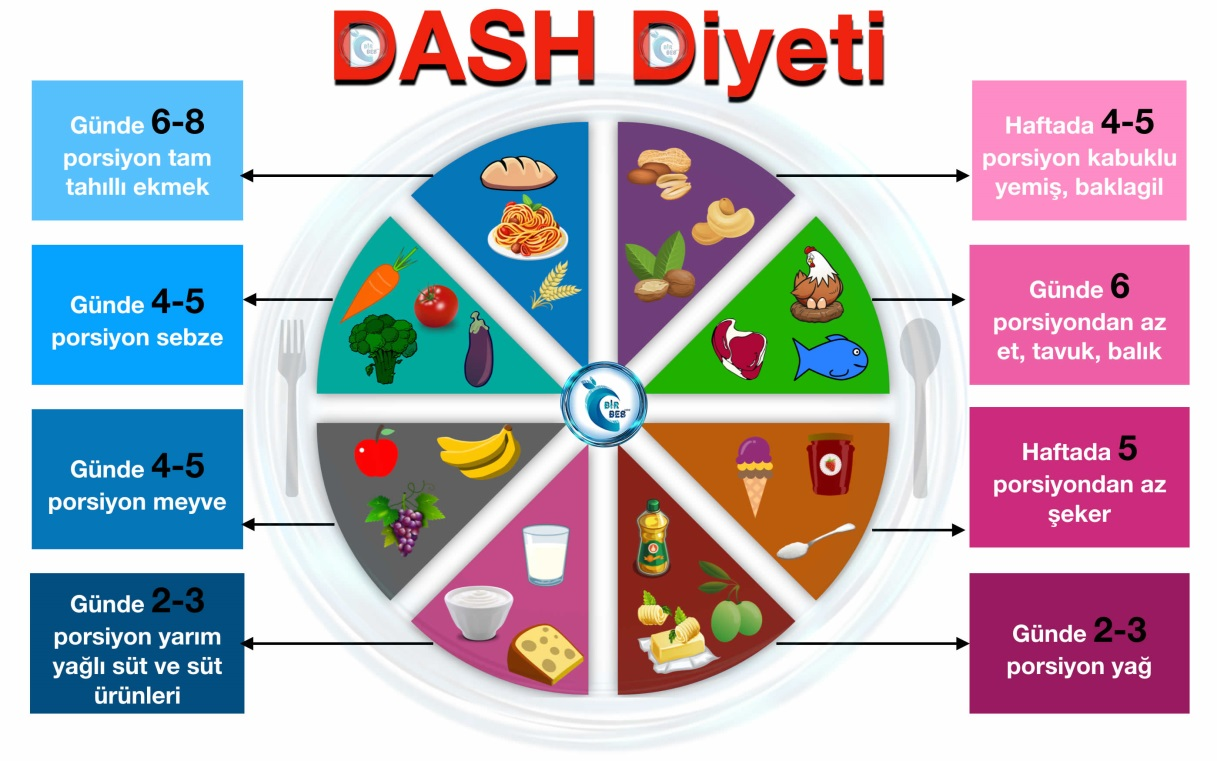 DASH Diyeti
Günde 6-8
porsiyon tam
tahıllı ekmek
Günde 4-5
porsiyon sebze
Günde 4-5
porsiyon meyve
Günde 2-3
porsiyon yarım
yağlı süt ve süt
ürünleri
Haftada 4-5
porsiyon kabuklu
yemiş, baklagil
Günde 6
porsiyondan az
et, tavuk, balık
Haftada 5
porsiyondan az
şeker
Günde 2-3
porsiyon yağ
BİR
BES